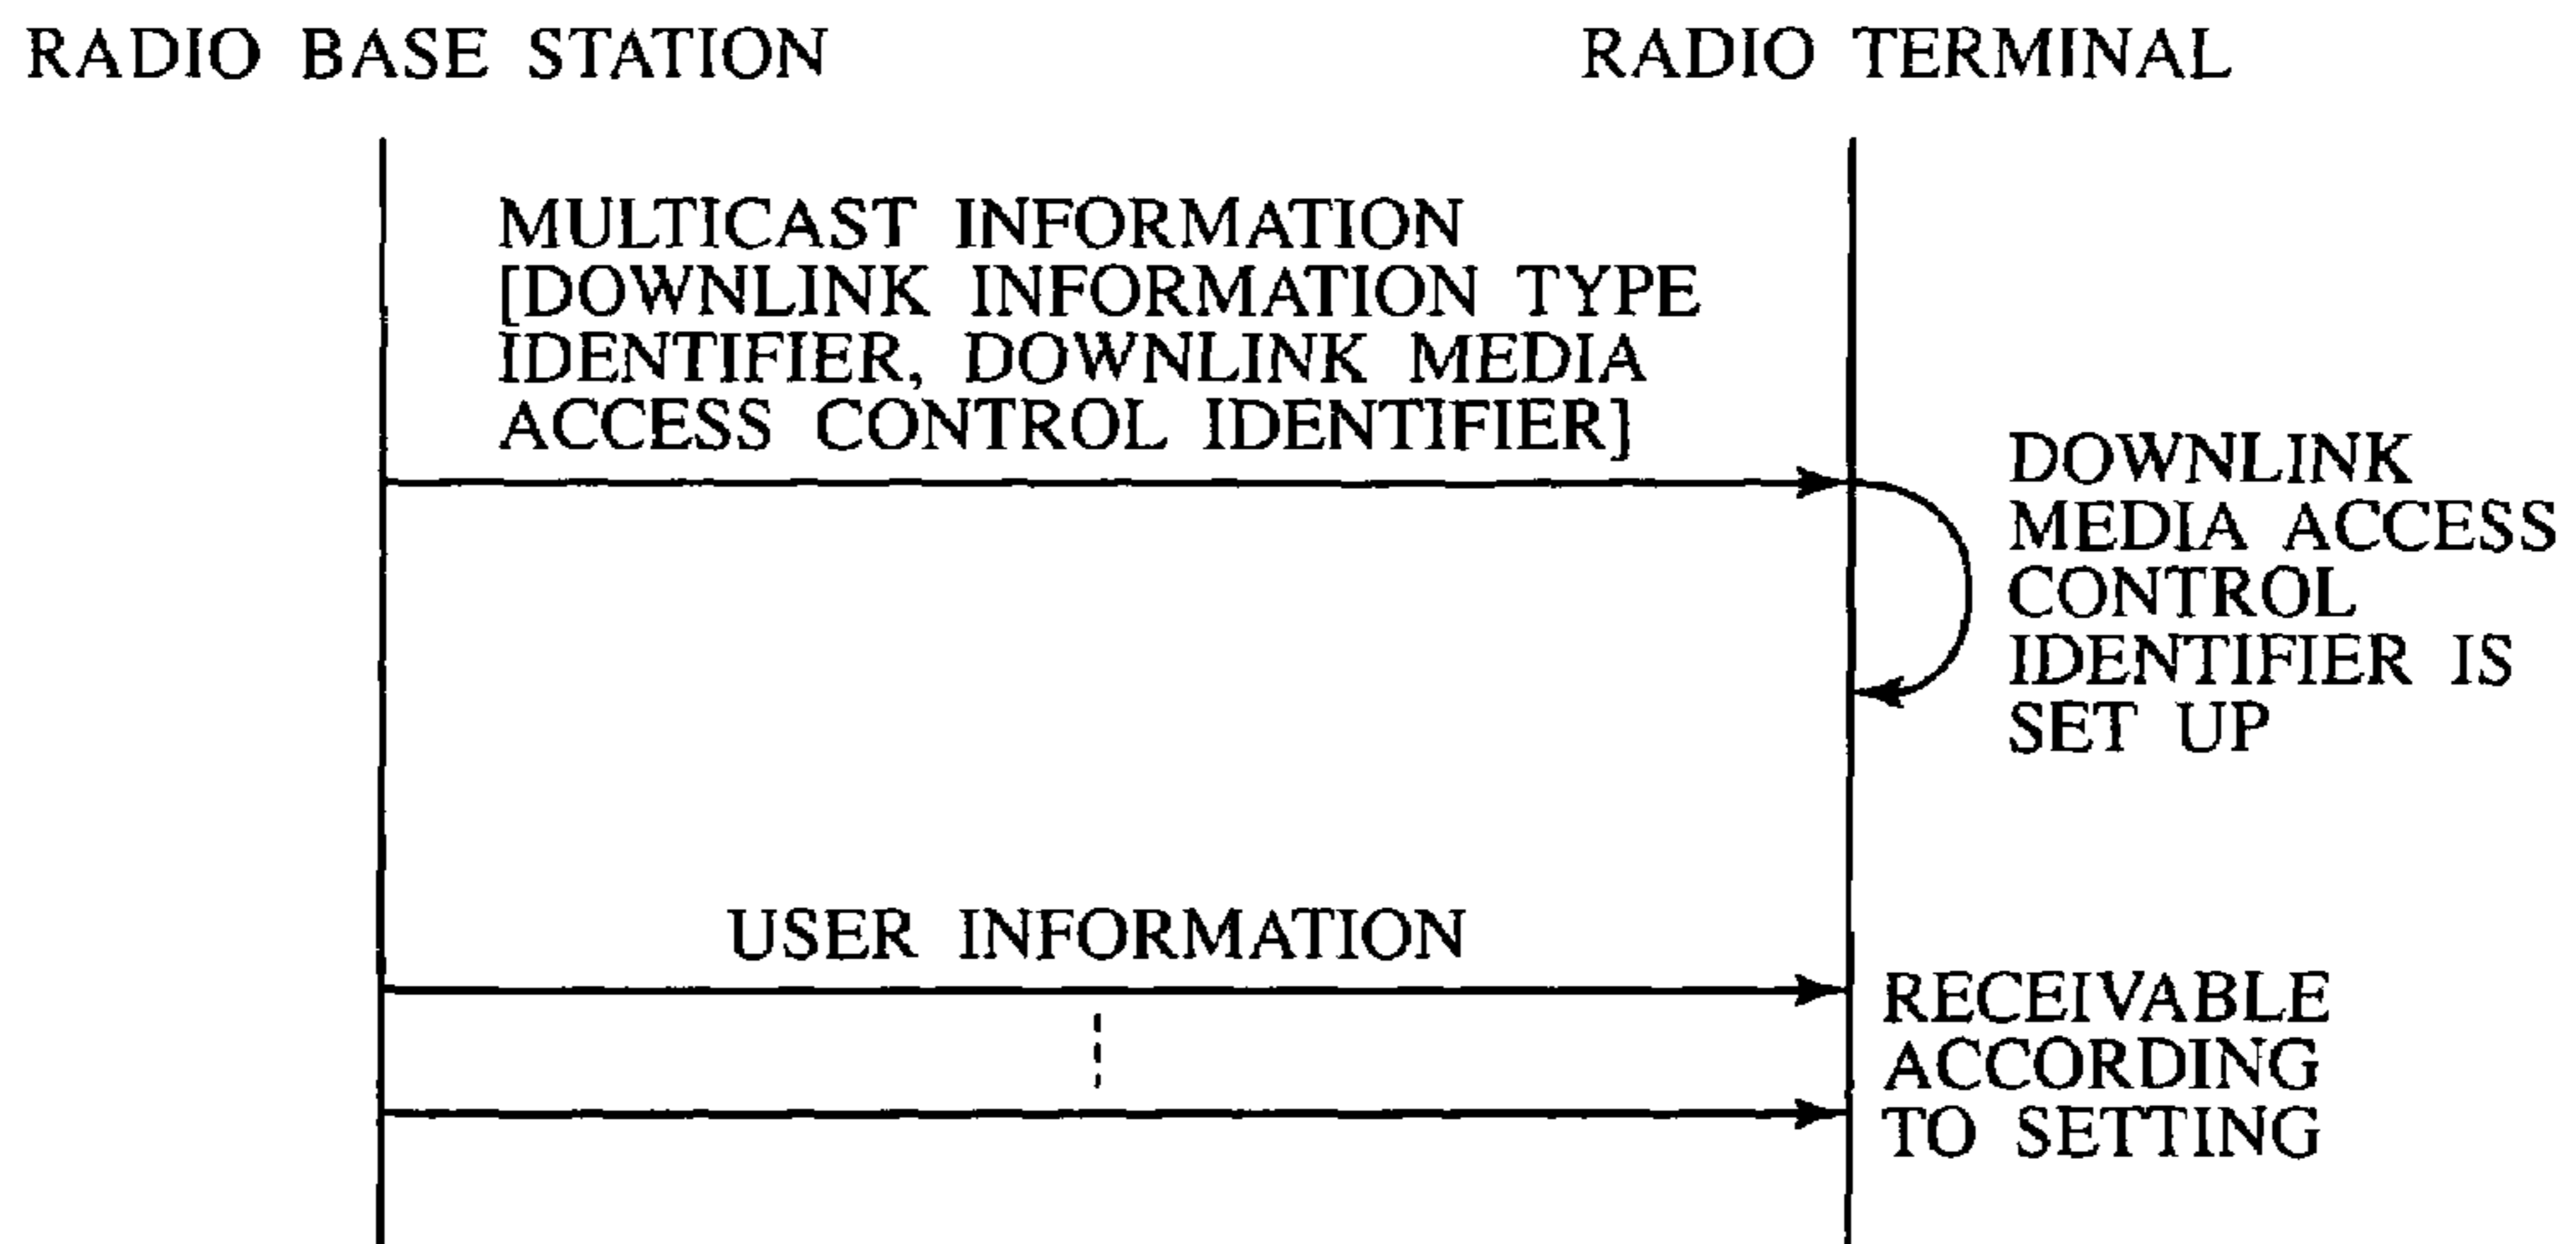 RADIO BASE STATION
RADIO TERMINAL
MULTICAST INFORMATION
[DOWNLINK INFORMATION TYPE
IDENTIFIER, DOWNLINK MEDIA
ACCESS CONTROL IDENTIFIER]
DOWNLINK
MEDIA ACCESS
CONTROL
IDENTIFIER IS
SET UP
USER INFORMATION
RECEIVABLE
ACCORDING
TO SETTING